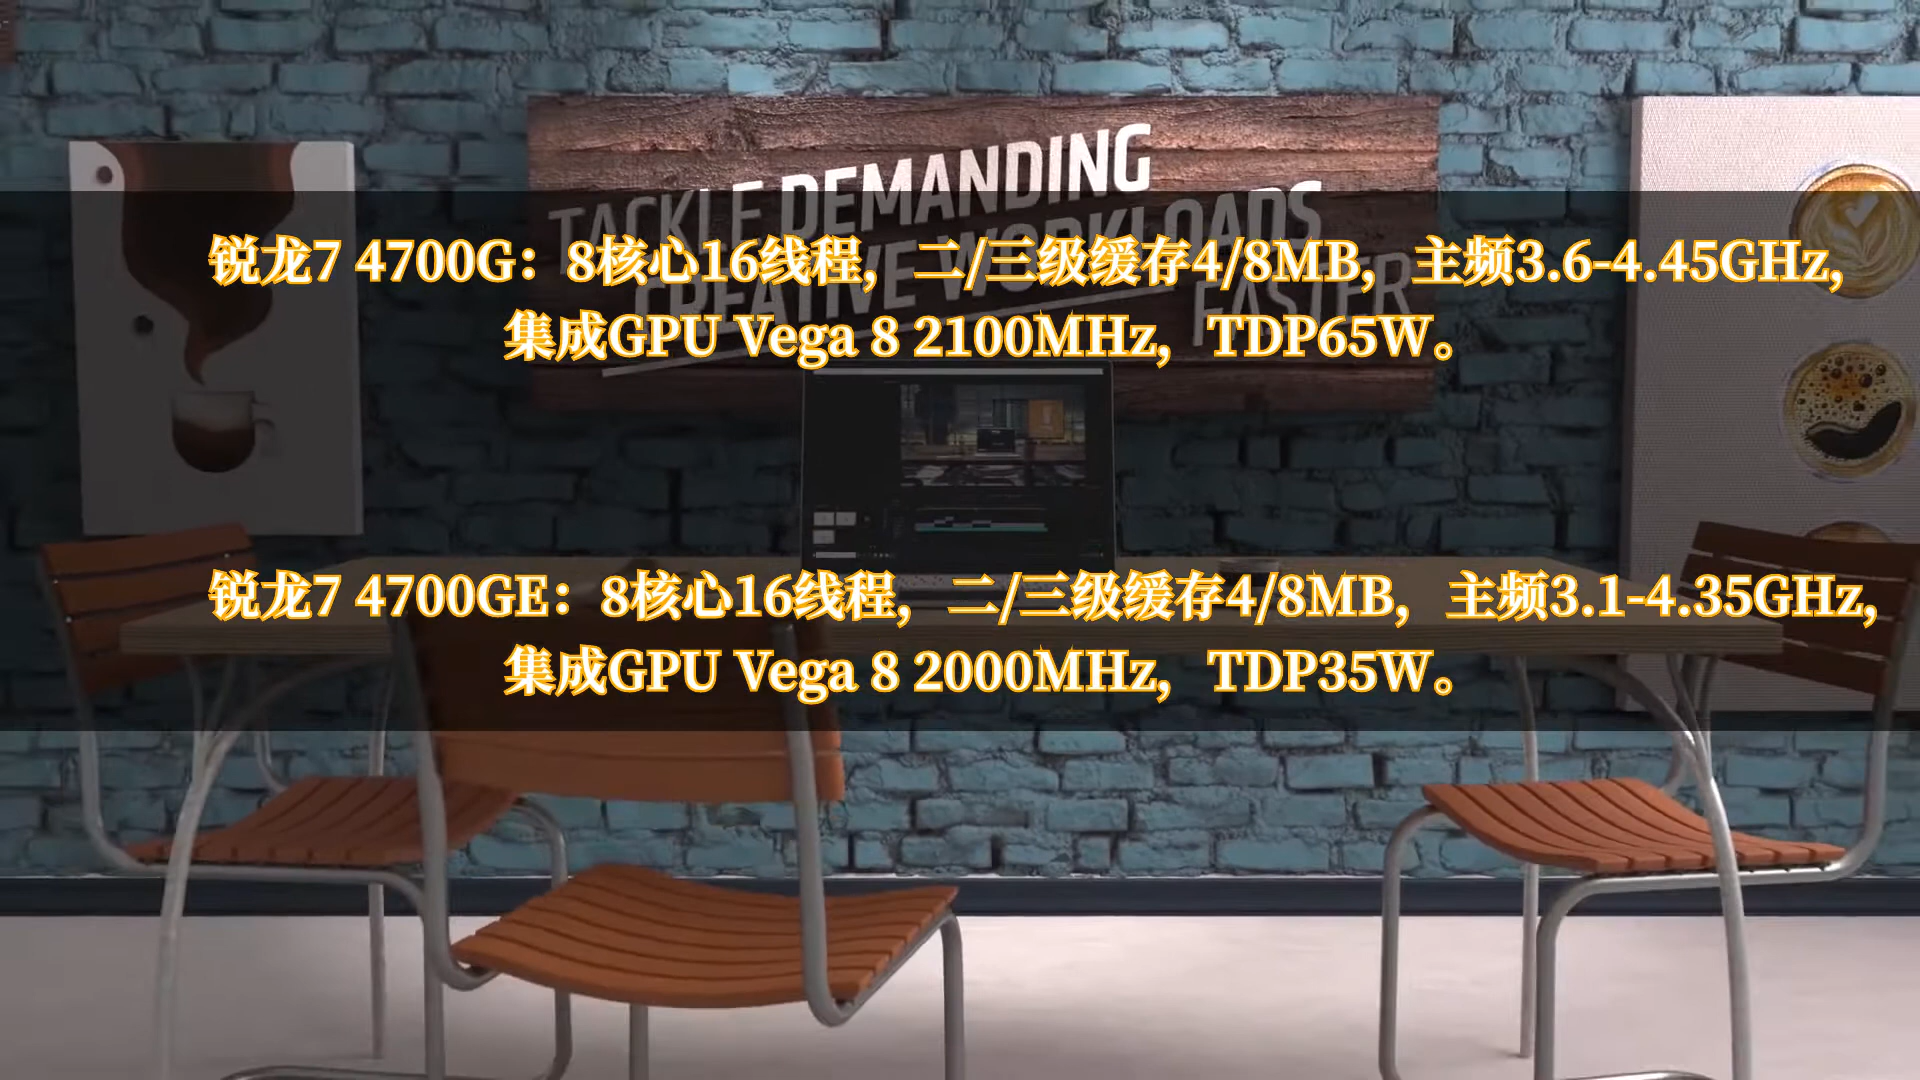 TACKLE DEMANDING
CREATIVE WORKLOADS
FASTER
锐龙7 4700G：8核心16线程，二/三级缓存4/8MB，主频3.6-4.45GHz，
集成GPU Vega 8 2100MHz，TDP65W。
锐龙7 4700GE：8核心16线程，二/三级缓存4/8MB，主频3.1-4.35GHz，
集成GPU Vega 8 2000MHz，TDP35W。